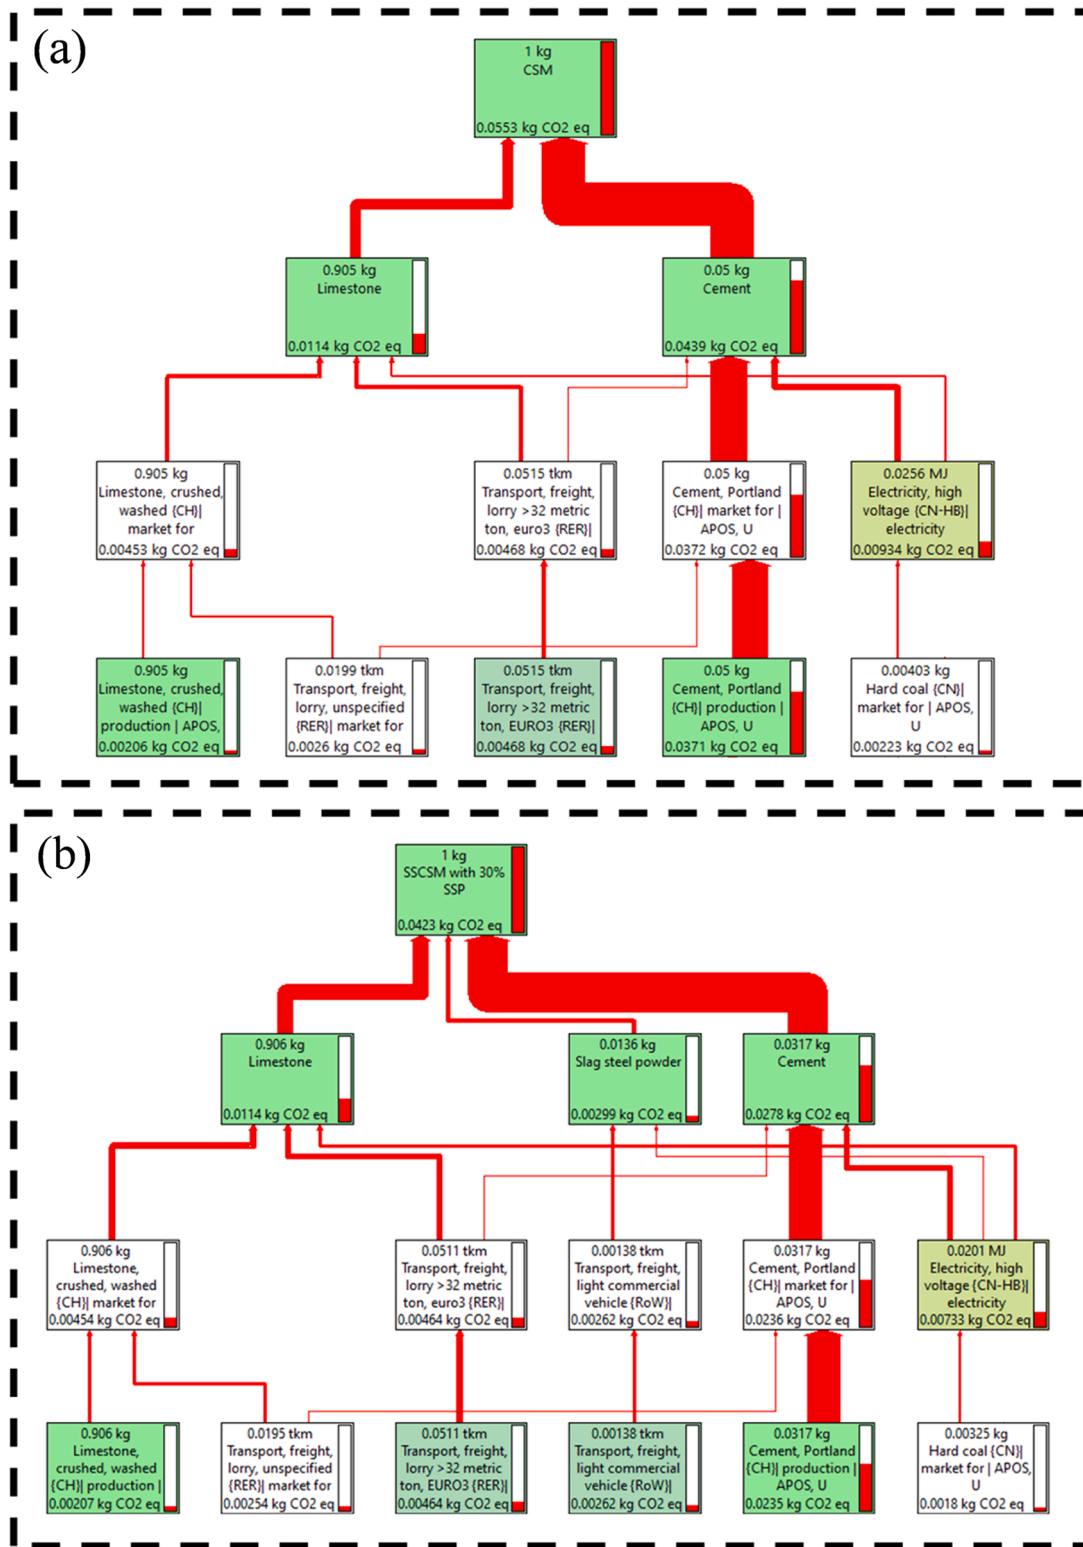 (a)
1 kg
CSM
0.0553 kg CO2 eq
0.905 kg
Limestone
0.0114 kg CO2 eq
0.05 kg
Cement
0.0439 kg CO2 eq
0.905 kg
Limestone, crushed,
washed {CH}|
market for
0.00453 kg CO2 eq
0.0515 tkm
Transport, freight,
lorry >32 metric
ton, euro3 {RER}|
0.00468 kg CO2 eq
0.05 kg
Cement, Portland
{CH}| market for |
APOS, U
0.0372 kg CO2 eq
0.0256 MJ
Electricity, high
voltage {CN-HB}|
electricity
0.00934 kg CO2 eq
0.905 kg
Limestone, crushed,
washed {CH}|
production | APOS,
0.00206 kg CO2 eq
0.0199 tkm
Transport, freight,
lorry, unspecified
{RER}| market for
0.0026 kg CO2 eq
0.0515 tkm
Transport, freight,
lorry >32 metric
ton, EURO3 {RER}|
0.00468 kg CO2 eq
0.05 kg
Cement, Portland
{CH}| production |
APOS, U
0.0371 kg CO2 eq
0.00403 kg
Hard coal {CN}|
market for | APOS,
U
0.00223 kg CO2 eq
(b)
1 kg
SSCSM with 30%
SSP
0.0423 kg CO2 eq
0.906 kg
Limestone
0.0114 kg CO2 eq
0.0136 kg
Slag steel powder
0.00299 kg CO2 eq
0.0317 kg
Cement
0.0278 kg CO2 eq
0.906 kg
Limestone,
crushed, washed
{CH}| market for
0.00454 kg CO2 eq
0.0511 tkm
Transport, freight,
lorry >32 metric
ton, euro3 {RER}|
0.00464 kg CO2 eq
0.00138 tkm
Transport, freight,
light commercial
vehicle {RoW}|
0.00262 kg CO2 eq
0.0317 kg
Cement, Portland
{CH}| market for |
APOS, U
0.0236 kg CO2 eq
0.0201 MJ
Electricity, high
voltage {CN-HB}|
electricity
0.00733 kg CO2 eq
0.906 kg
Limestone,
crushed, washed
{CH}| production |
0.00207 kg CO2 eq
0.0195 tkm
Transport, freight,
lorry, unspecified
{RER}| market for
0.00254 kg CO2 eq
0.0511 tkm
Transport, freight,
lorry >32 metric
ton, EURO3 {RER}|
0.00464 kg CO2 eq
0.00138 tkm
Transport, freight,
light commercial
vehicle {RoW}|
0.00262 kg CO2 eq
0.0317 kg
Cement, Portland
{CH}| production |
APOS, U
0.0235 kg CO2 eq
0.00325 kg
Hard coal {CN}|
market for | APOS,
U
0.0018 kg CO2 eq